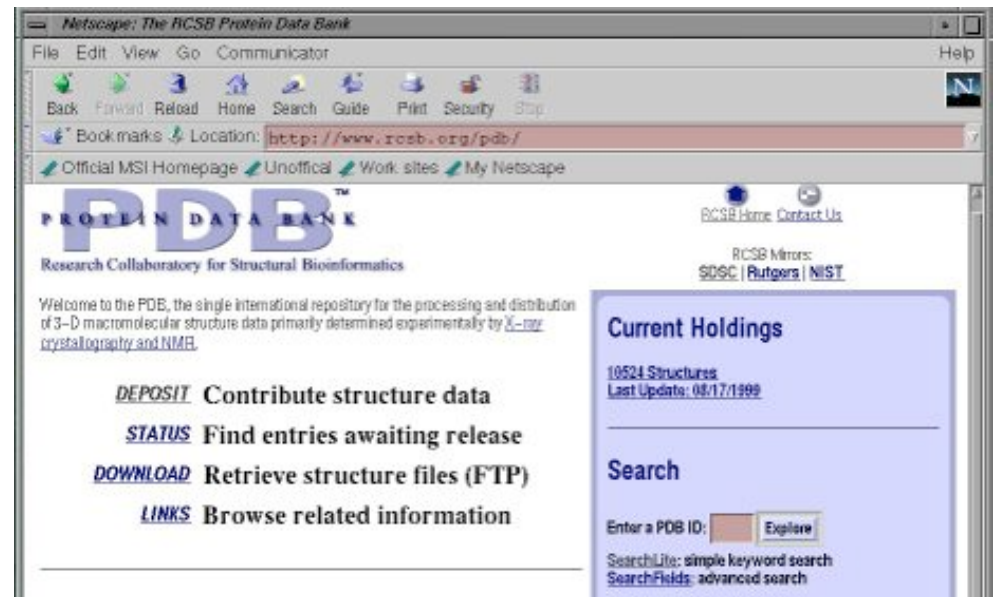 Netscape: The RCSB Protein Data Bank
File Edit View Go Communicator Help
Back Forward Reload Home Search Guide Print Security Stop
Bookmarks Location: http://www.rcsb.org/pdb/
Official MSI Homepage Unoffical Work sites My Netscape
PDB™
PROTEIN DATA BANK
Research Collaboratory for Structural Bioinformatics
RCSB Home Contact Us
RCSB Mirrors:
SDSC | Rutgers | NIST
Welcome to the PDB, the single international repository for the processing and distribution
of 3-D macromolecular structure data primarily determined experimentally by X-ray
crystallography and NMR.
DEPOSIT Contribute structure data
STATUS Find entries awaiting release
DOWNLOAD Retrieve structure files (FTP)
LINKS Browse related information
Current Holdings
10524 Structures
Last Update: 08/17/1999
Search
Enter a PDB ID: Explore
SearchLite: simple keyword search
SearchFields: advanced search